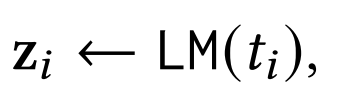 𝐳ᵢ ← LM(tᵢ),